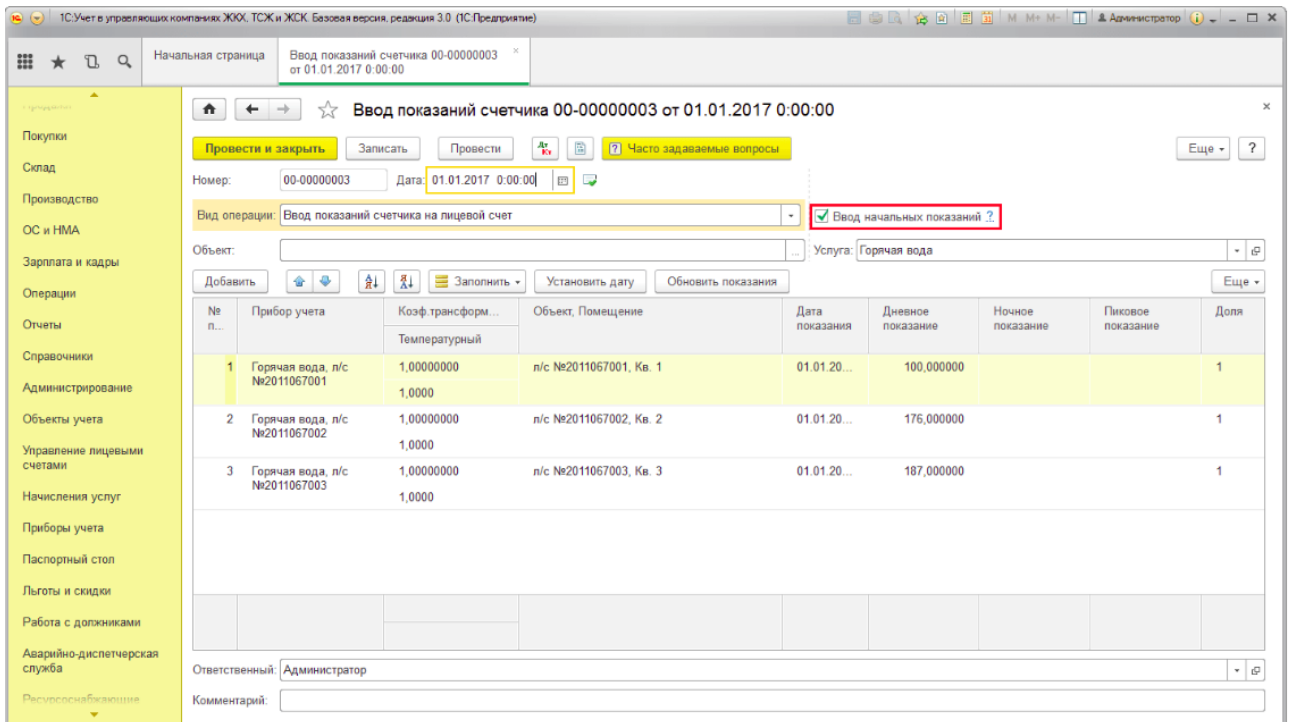 1С:Учет в управляющих компаниях ЖКХ, ТСЖ и ЖСК. Базовая версия, редакция 3.0 (1С:Предприятие)
M M+ M-
Администратор
Начальная страница
Ввод показаний счетчика 00-00000003
от 01.01.2017 0:00:00
Продажи
Покупки
Склад
Производство
ОС и НМА
Зарплата и кадры
Операции
Отчеты
Справочники
Администрирование
Объекты учета
Управление лицевыми
счетами
Начисления услуг
Приборы учета
Паспортный стол
Льготы и скидки
Работа с должниками
Аварийно-диспетчерская
служба
Ресурсоснабжающие
Ввод показаний счетчика 00-00000003 от 01.01.2017 0:00:00
Провести и закрыть Записать Провести Дт Кт ? Часто задаваемые вопросы Еще ?
Номер: 00-00000003 Дата: 01.01.2017 0:00:00
Вид операции: Ввод показаний счетчика на лицевой счет Ввод начальных показаний ?
Объект: ... Услуга: Горячая вода
Добавить Заполнить Установить дату Обновить показания Еще
№ п... Прибор учета Коэф.трансформ... Объект, Помещение Дата показания Дневное показание Ночное показание Пиковое показание Доля
Температурный
1 Горячая вода, л/с №2011067001 1,00000000 л/с №2011067001, Кв. 1 01.01.20... 100,000000 1
1,0000
2 Горячая вода, л/с №2011067002 1,00000000 л/с №2011067002, Кв. 2 01.01.20... 176,000000 1
1,0000
3 Горячая вода, л/с №2011067003 1,00000000 л/с №2011067003, Кв. 3 01.01.20... 187,000000 1
1,0000
Ответственный: Администратор
Комментарий: